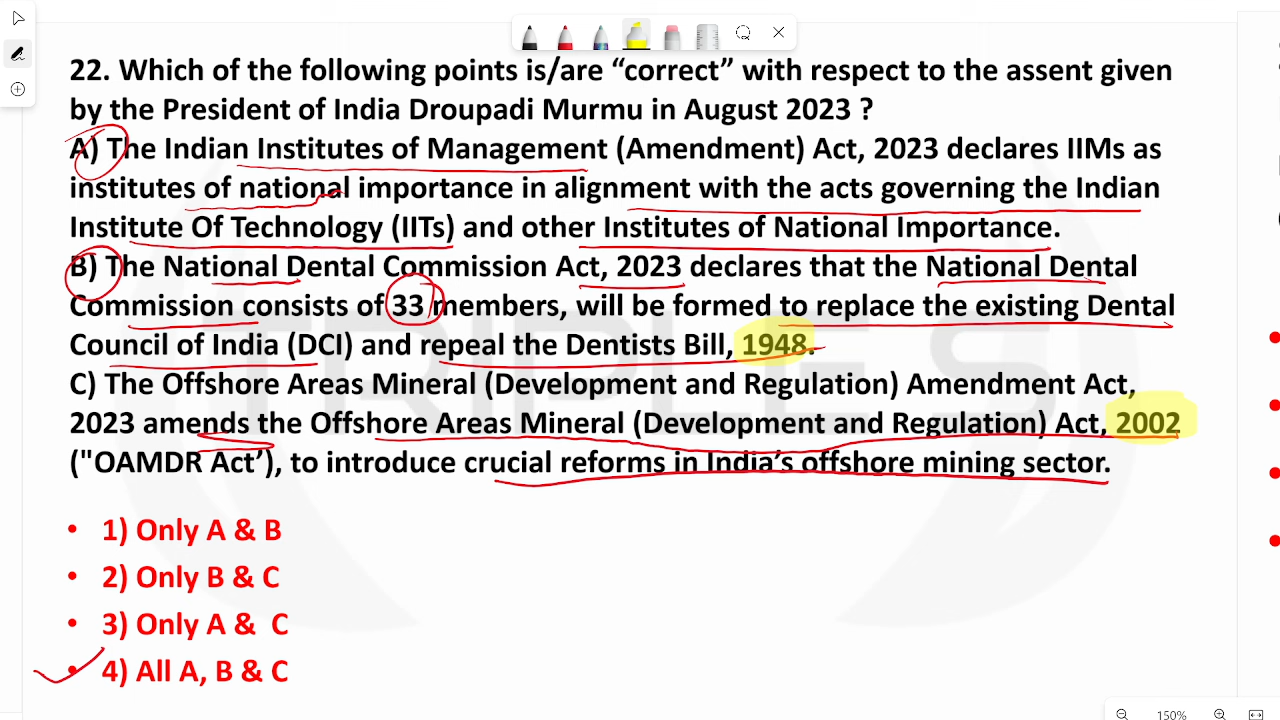 22. Which of the following points is/are “correct” with respect to the assent given
by the President of India Droupadi Murmu in August 2023 ?
A) The Indian Institutes of Management (Amendment) Act, 2023 declares IIMs as
institutes of national importance in alignment with the acts governing the Indian
Institute Of Technology (IITs) and other Institutes of National Importance.
B) The National Dental Commission Act, 2023 declares that the National Dental
Commission consists of 33 members, will be formed to replace the existing Dental
Council of India (DCI) and repeal the Dentists Bill, 1948.
C) The Offshore Areas Mineral (Development and Regulation) Amendment Act,
2023 amends the Offshore Areas Mineral (Development and Regulation) Act, 2002
("OAMDR Act’), to introduce crucial reforms in India’s offshore mining sector.
• 1) Only A & B
• 2) Only B & C
• 3) Only A & C
• 4) All A, B & C
TRIPLE S
150%